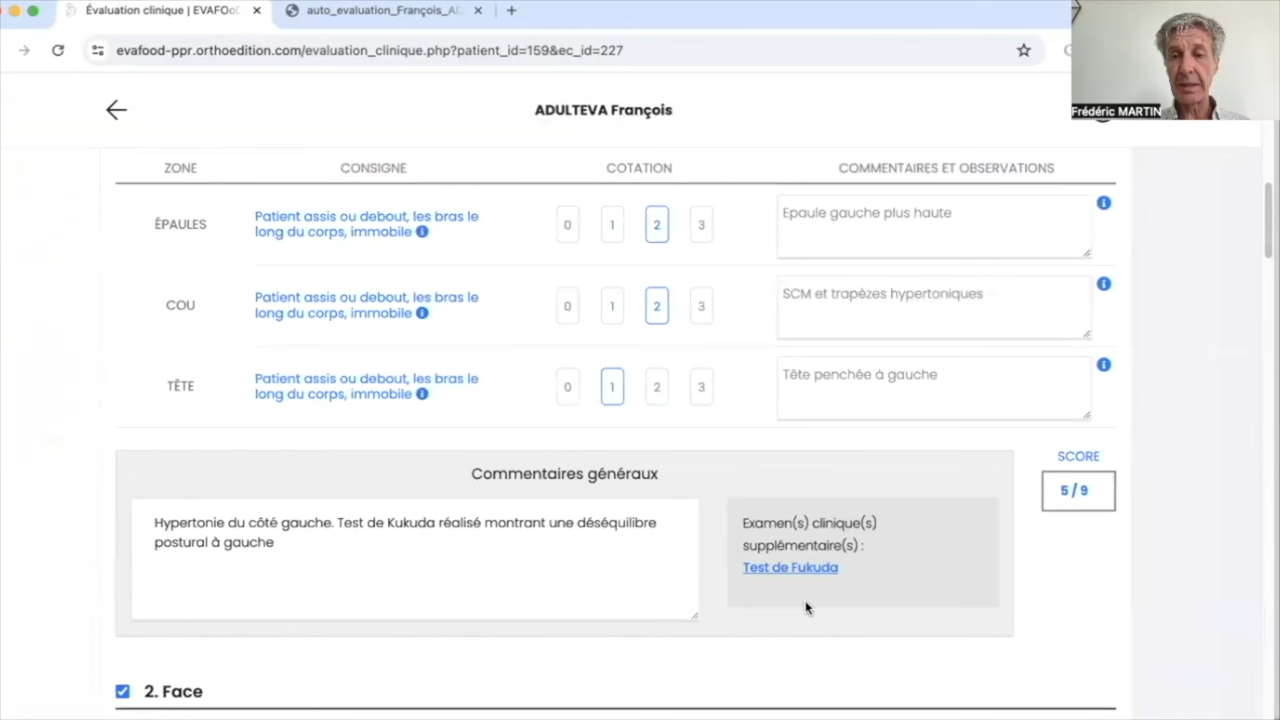 Évaluation clinique | EVAFOo
auto_evaluation_François_A
evafood-ppr.orthoedition.com/evaluation_clinique.php?patient_id=159&ec_id=227
Frédéric MARTIN
ADULTEVA François
ZONE CONSIGNE COTATION COMMENTAIRES ET OBSERVATIONS
ÉPAULES
Patient assis ou debout, les bras le
long du corps, immobile
0 1 2 3
Epaule gauche plus haute
COU
Patient assis ou debout, les bras le
long du corps, immobile
0 1 2 3
SCM et trapèzes hypertoniques
TÊTE
Patient assis ou debout, les bras le
long du corps, immobile
0 1 2 3
Tête penchée à gauche
Commentaires généraux
Hypertonie du côté gauche. Test de Kukuda réalisé montrant une déséquilibre
postural à gauche
Examen(s) clinique(s)
supplémentaire(s) :
Test de Fukuda
SCORE
5 / 9
2. Face